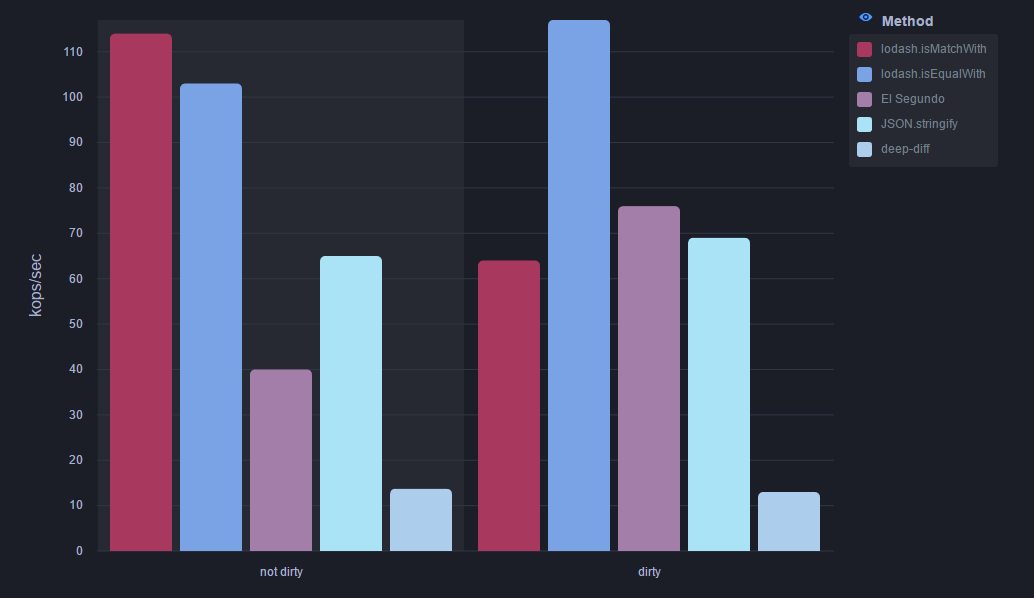 Method
lodash.isMatchWith
lodash.isEqualWith
El Segundo
JSON.stringify
deep-diff
kops/sec
110
100
90
80
70
60
50
40
30
20
10
0
not dirty
dirty